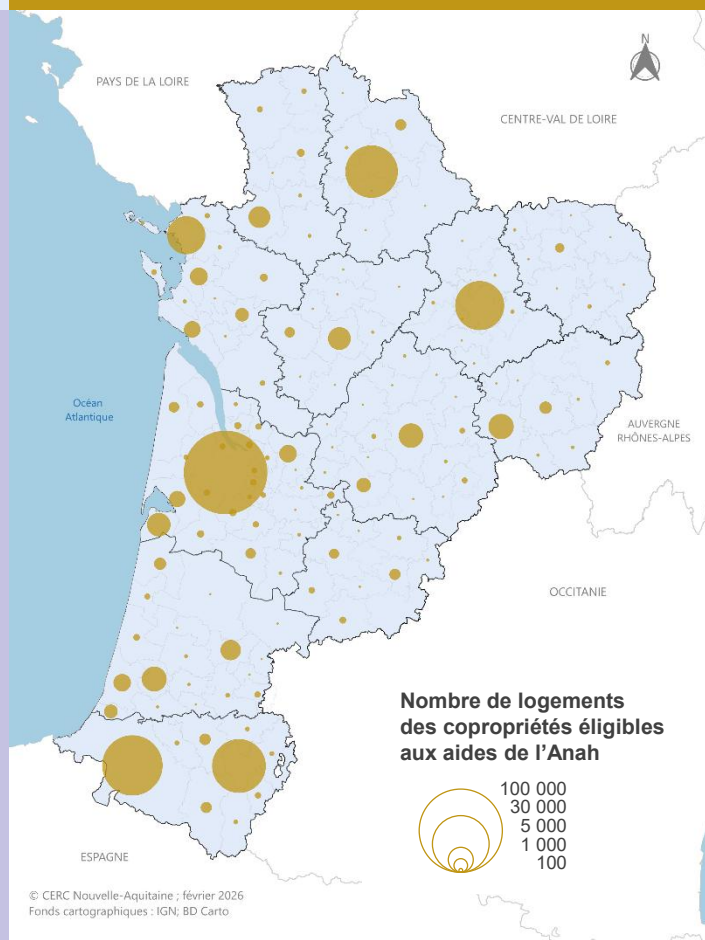 N
PAYS DE LA LOIRE
CENTRE-VAL DE LOIRE
Océan
Atlantique
AUVERGNE
RHÔNES-ALPES
OCCITANIE
Nombre de logements
des copropriétés éligibles
aux aides de l'Anah
100 000
30 000
5 000
1 000
100
ESPAGNE
© CERC Nouvelle-Aquitaine ; février 2026
Fonds cartographiques : IGN; BD Carto